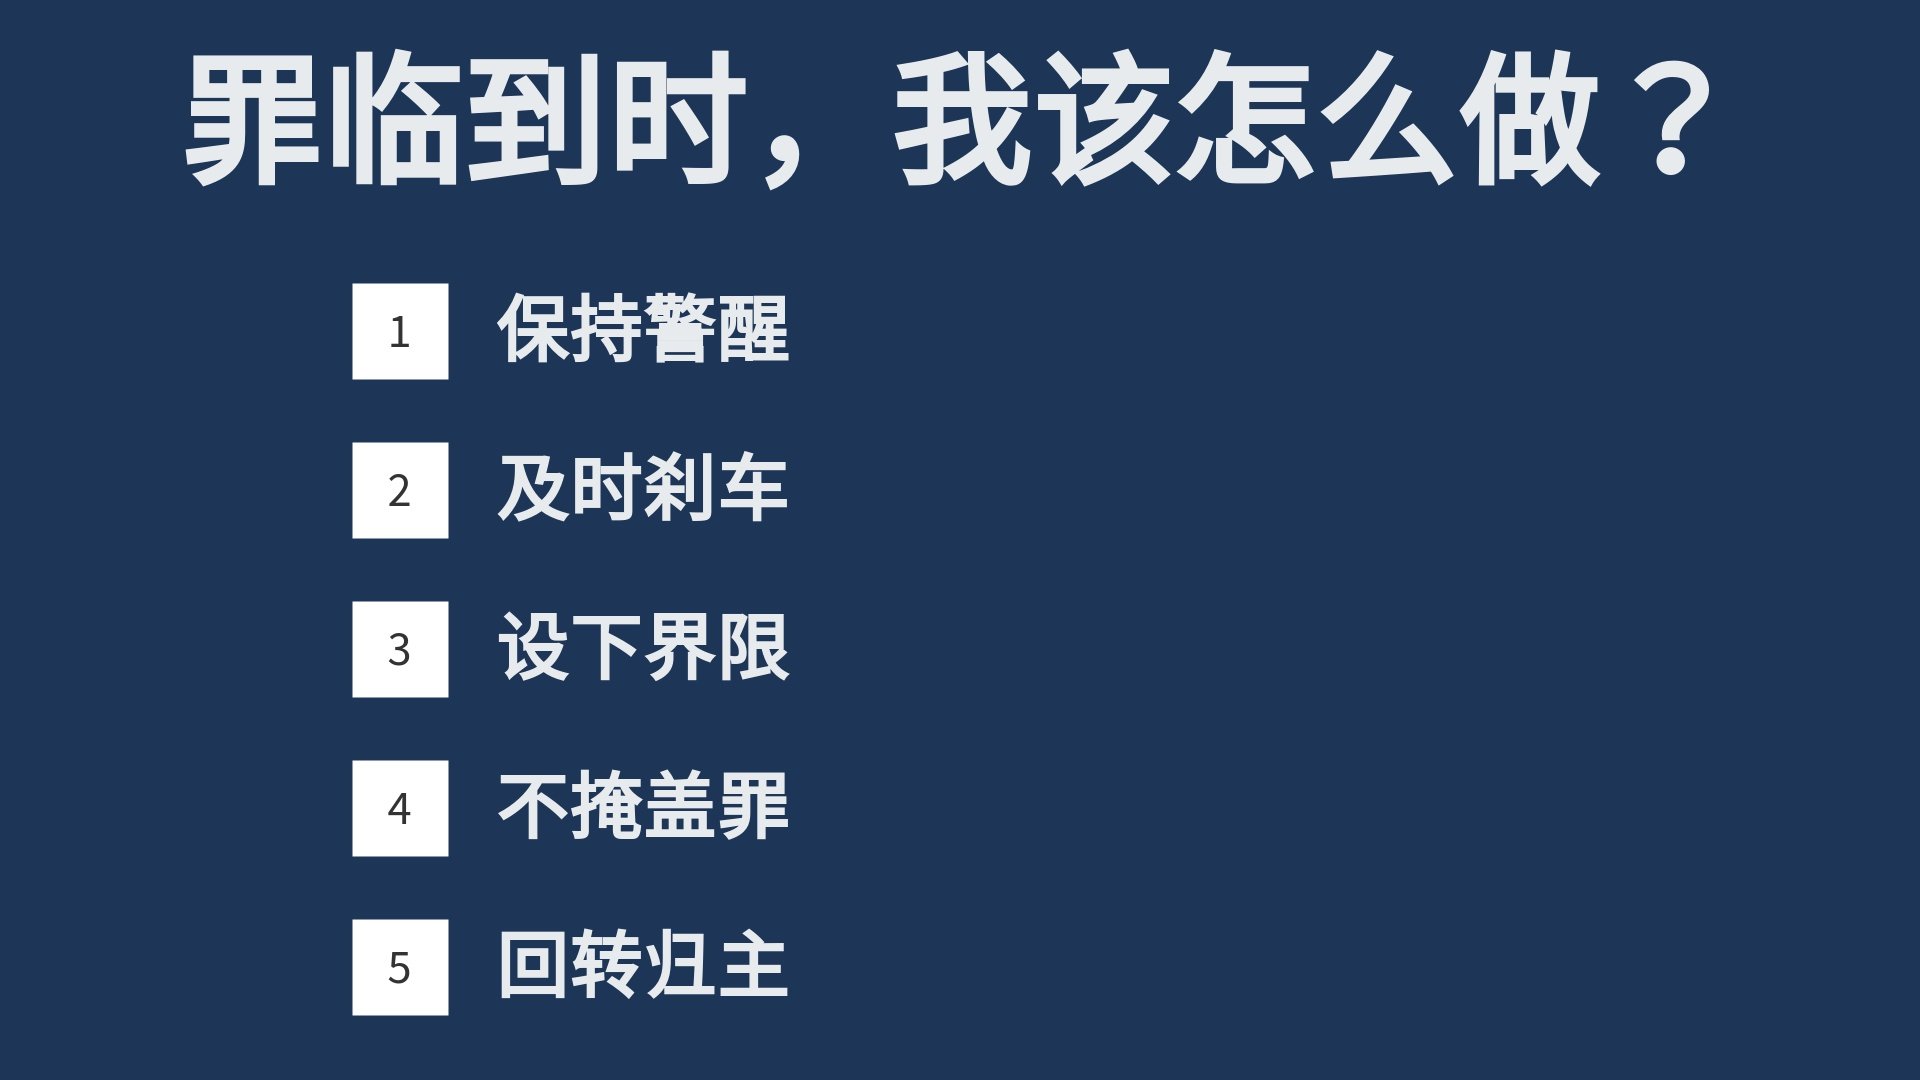 罪临到时，我该怎么做？
1 保持警醒
2 及时刹车
3 设下界限
4 不掩盖罪
5 回转归主